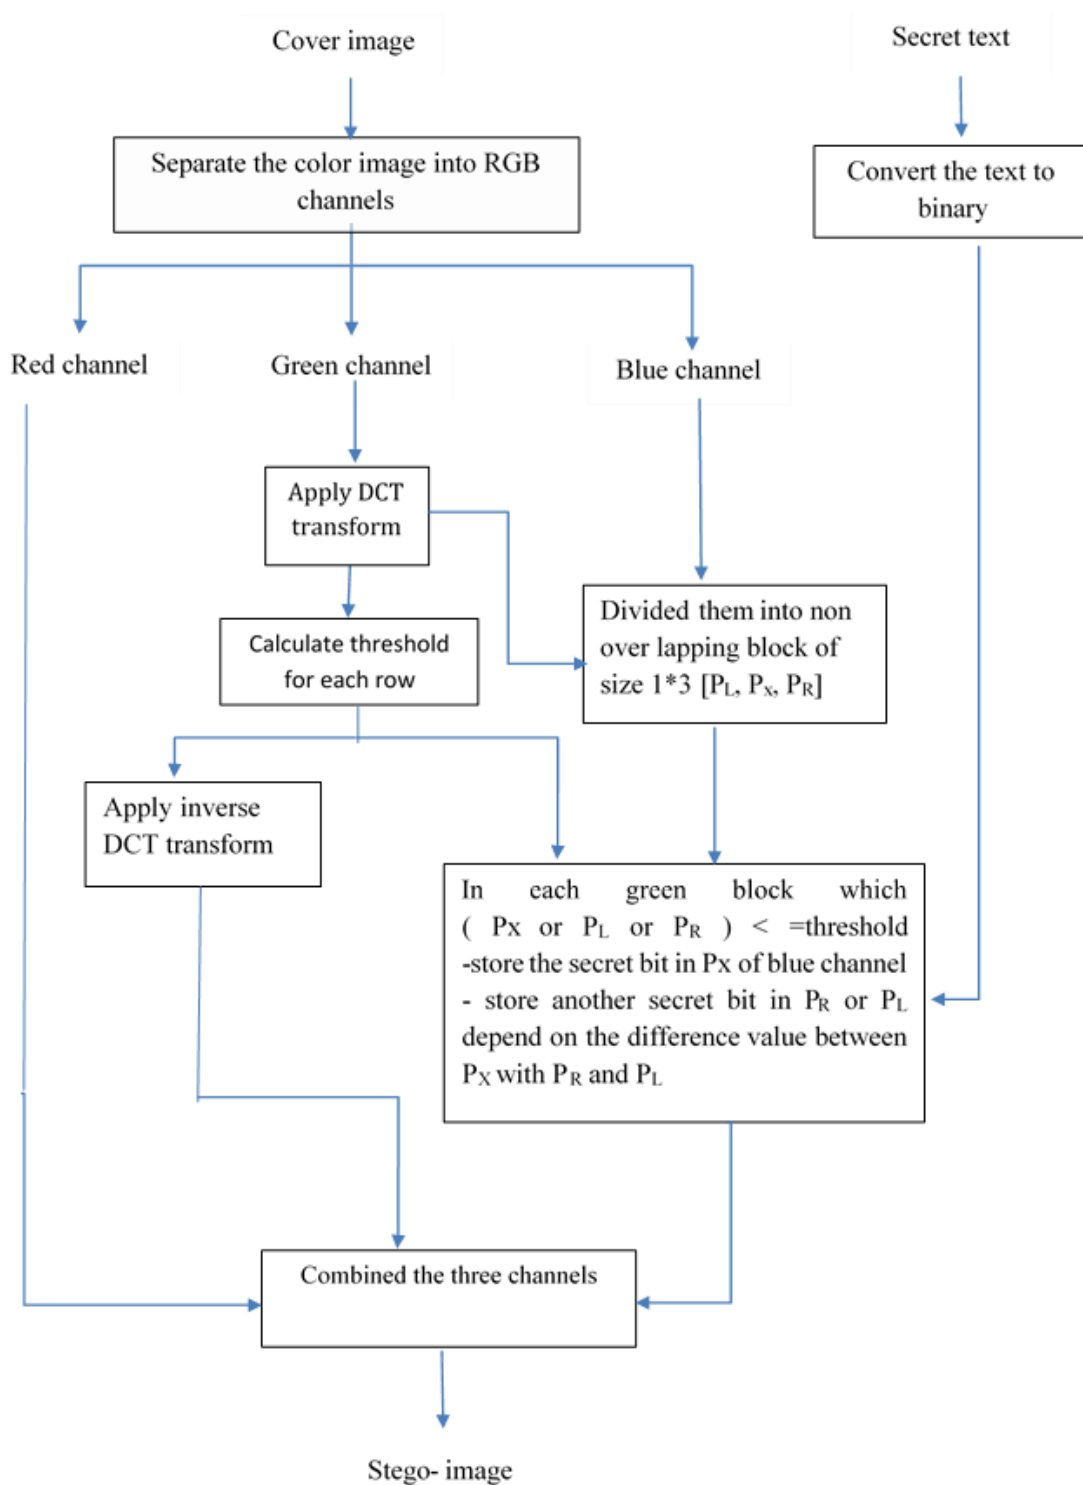 Cover image
Secret text
Separate the color image into RGB
channels
Convert the text to
binary
Red channel
Green channel
Blue channel
Apply DCT
transform
Divided them into non
over lapping block of
size 1*3 [PL, Px, PR]
Calculate threshold
for each row
Apply inverse
DCT transform
In each green block which
( Px or PL or PR ) < =threshold
-store the secret bit in Px of blue channel
- store another secret bit in PR or PL
depend on the difference value between
PX with PR and PL
Combined the three channels
Stego- image